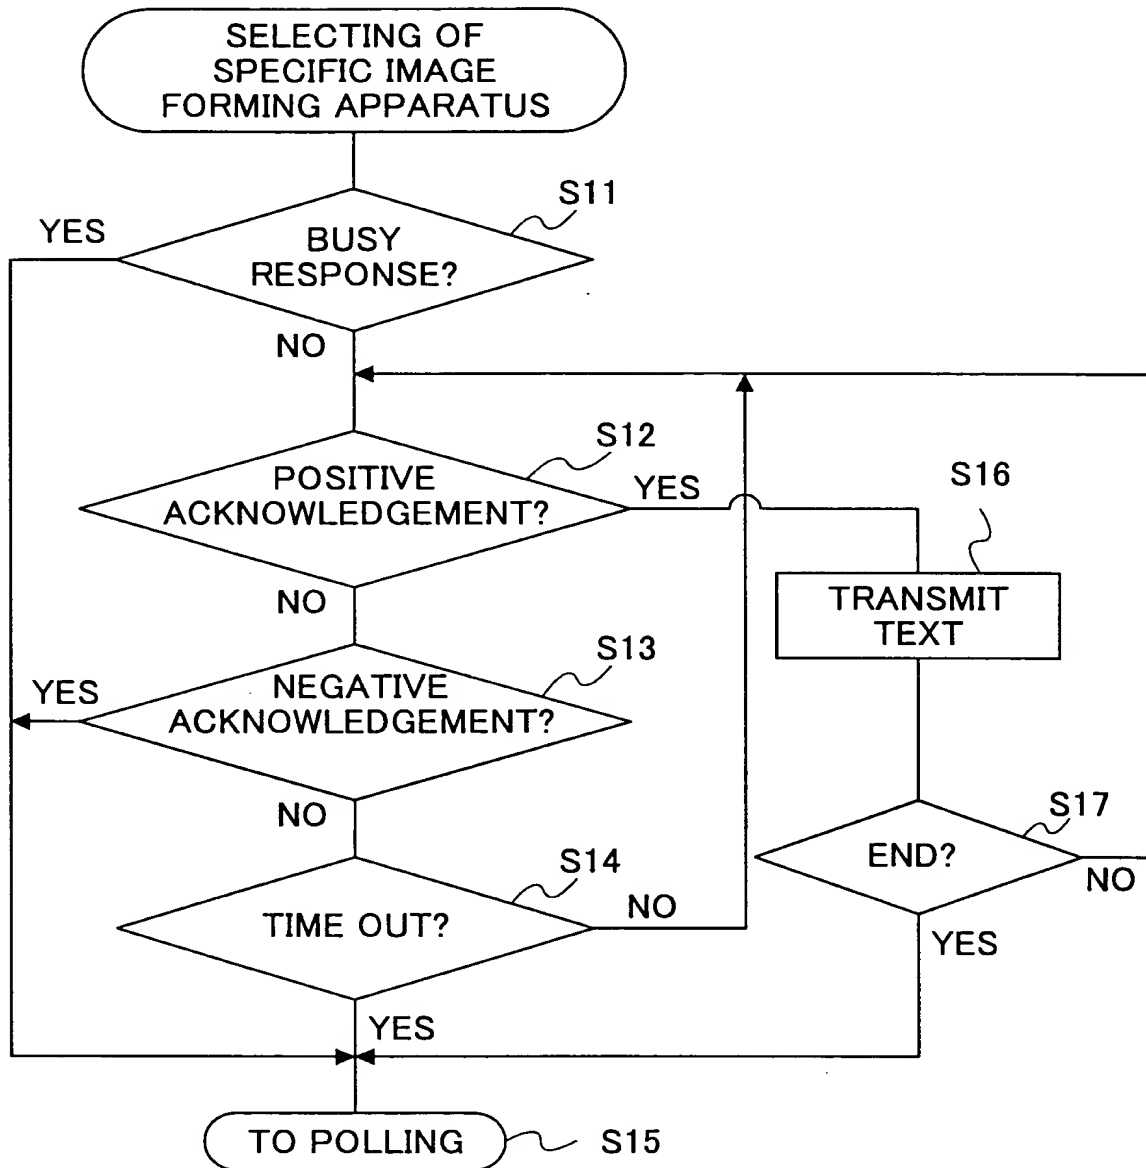 SELECTING OF
SPECIFIC IMAGE
FORMING APPARATUS
S11
YES
BUSY
RESPONSE?
NO
S12
POSITIVE
ACKNOWLEDGEMENT?
YES
S16
NO
TRANSMIT
TEXT
S13
YES
NEGATIVE
ACKNOWLEDGEMENT?
NO
S17
END?
NO
S14
TIME OUT?
NO
YES
YES
TO POLLING
S15